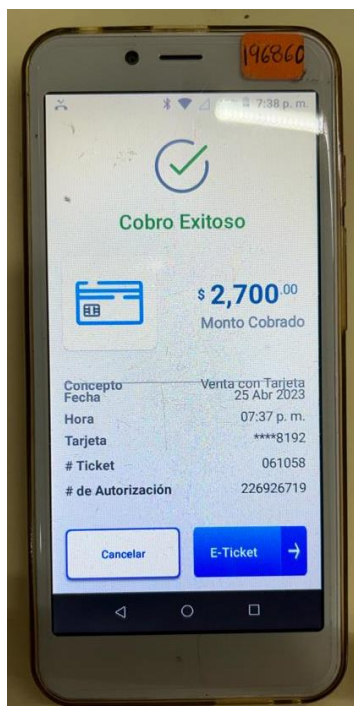 196860
7:38 p. m.
Cobro Exitoso
$ 2,700.00
Monto Cobrado
Concepto Venta con Tarjeta
Fecha 25 Abr 2023
Hora 07:37 p. m.
Tarjeta ****8192
# Ticket 061058
# de Autorización 226926719
Cancelar E-Ticket →